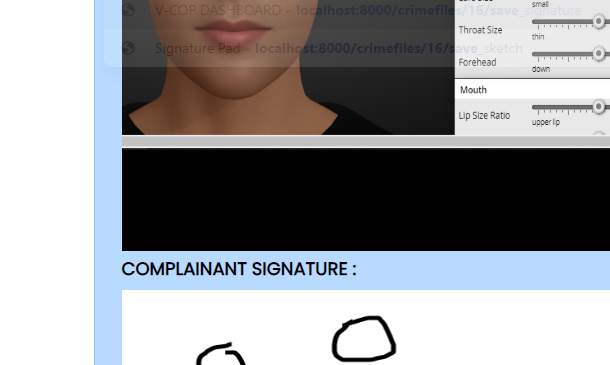 V-COP DASHBOARD - localhost:8000/crimefiles/16/save_signature
Signature Pad - localhost:8000/crimefiles/16/save_sketch
small
Throat Size
thin
Forehead
down
Mouth
Lip Size Ratio
upper lip
COMPLAINANT SIGNATURE :